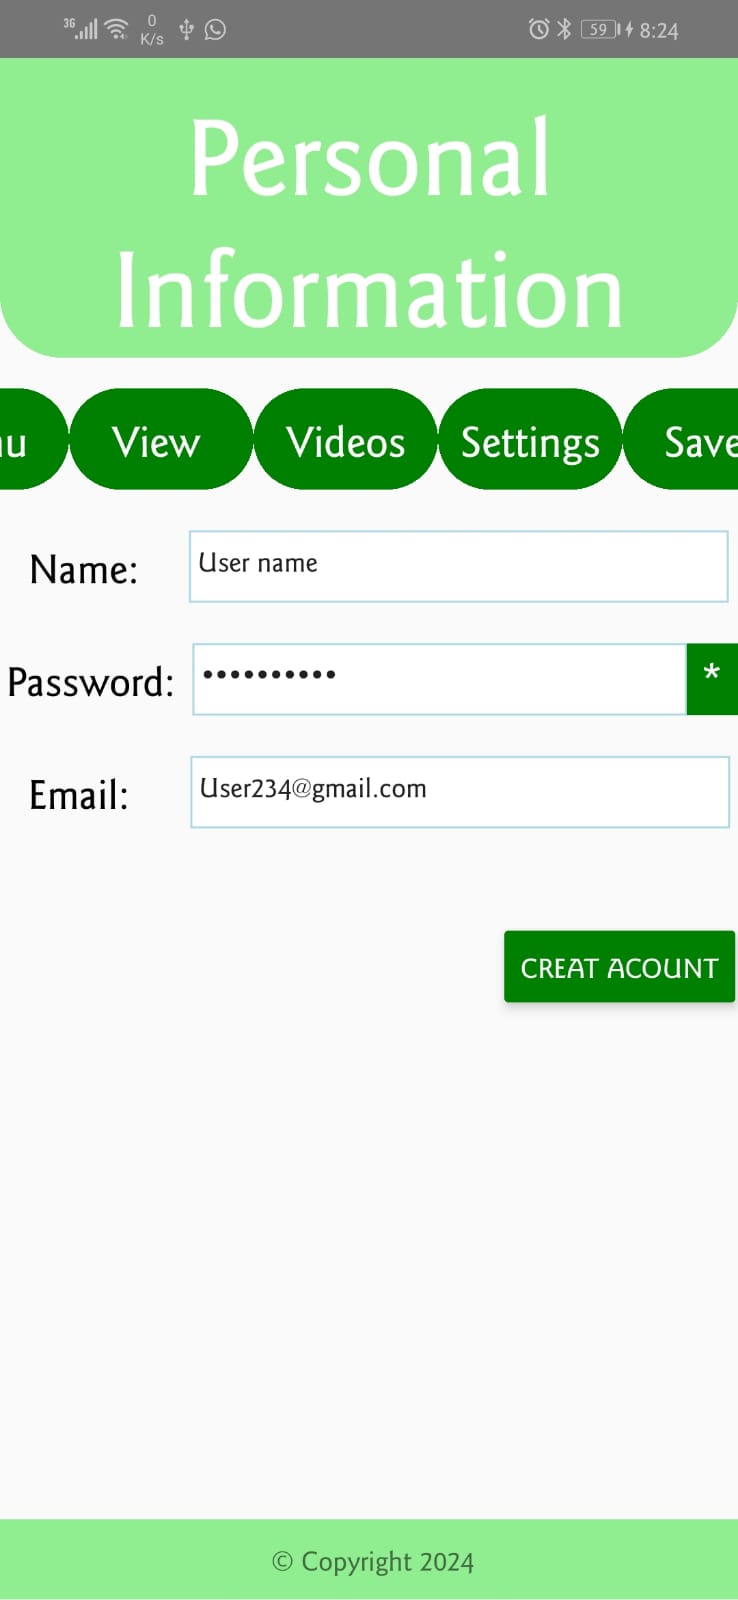 3G 0 K/s 59 8:24
Personal
Information
View Videos Settings Save
Name: User name
Password: •••••••••• *
Email: User234@gmail.com
CREAT ACOUNT
© Copyright 2024